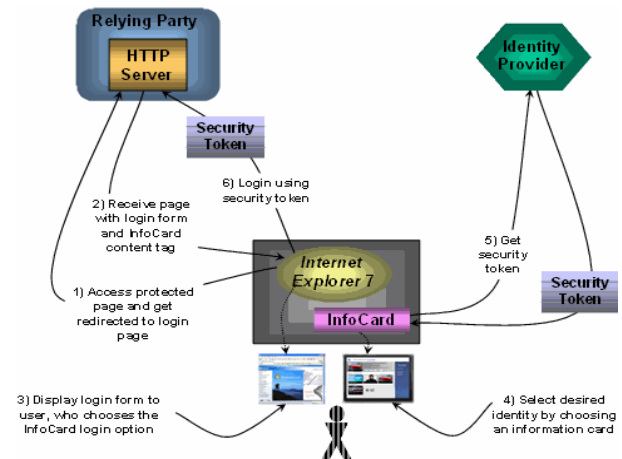 Relying Party
HTTP
Server
Identity
Provider
Security
Token
2) Receive page
with login form
and InfoCard
content tag
6) Login using
security token
5) Get
security
token
Internet
Explorer 7
Security
Token
1) Access protected
page and get
redirected to login
page
InfoCard
3) Display login form to
user, who chooses the
InfoCard login option
4) Select desired
identity by choosing
an information card